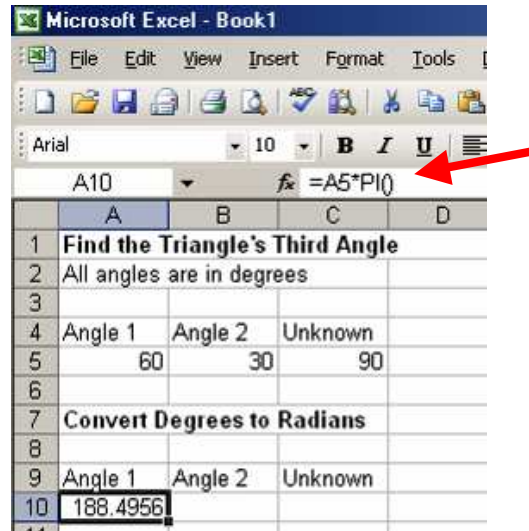 Microsoft Excel - Book1
File Edit View Insert Format Tools
Arial 10 B I U
A10 fx =A5*PI()
A B C D
1 Find the Triangle's Third Angle
2 All angles are in degrees
3
4 Angle 1 Angle 2 Unknown
5 60 30 90
6
7 Convert Degrees to Radians
8
9 Angle 1 Angle 2 Unknown
10 188.4956